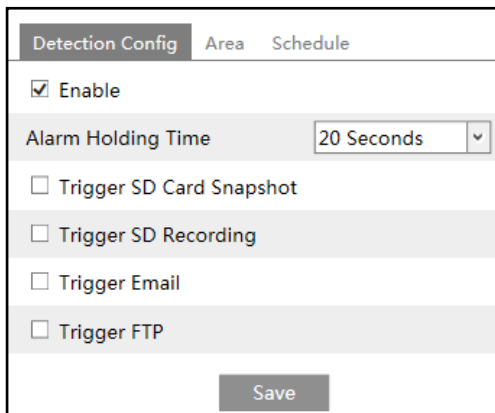 Detection Config Area Schedule
Enable
Alarm Holding Time 20 Seconds
Trigger SD Card Snapshot
Trigger SD Recording
Trigger Email
Trigger FTP
Save